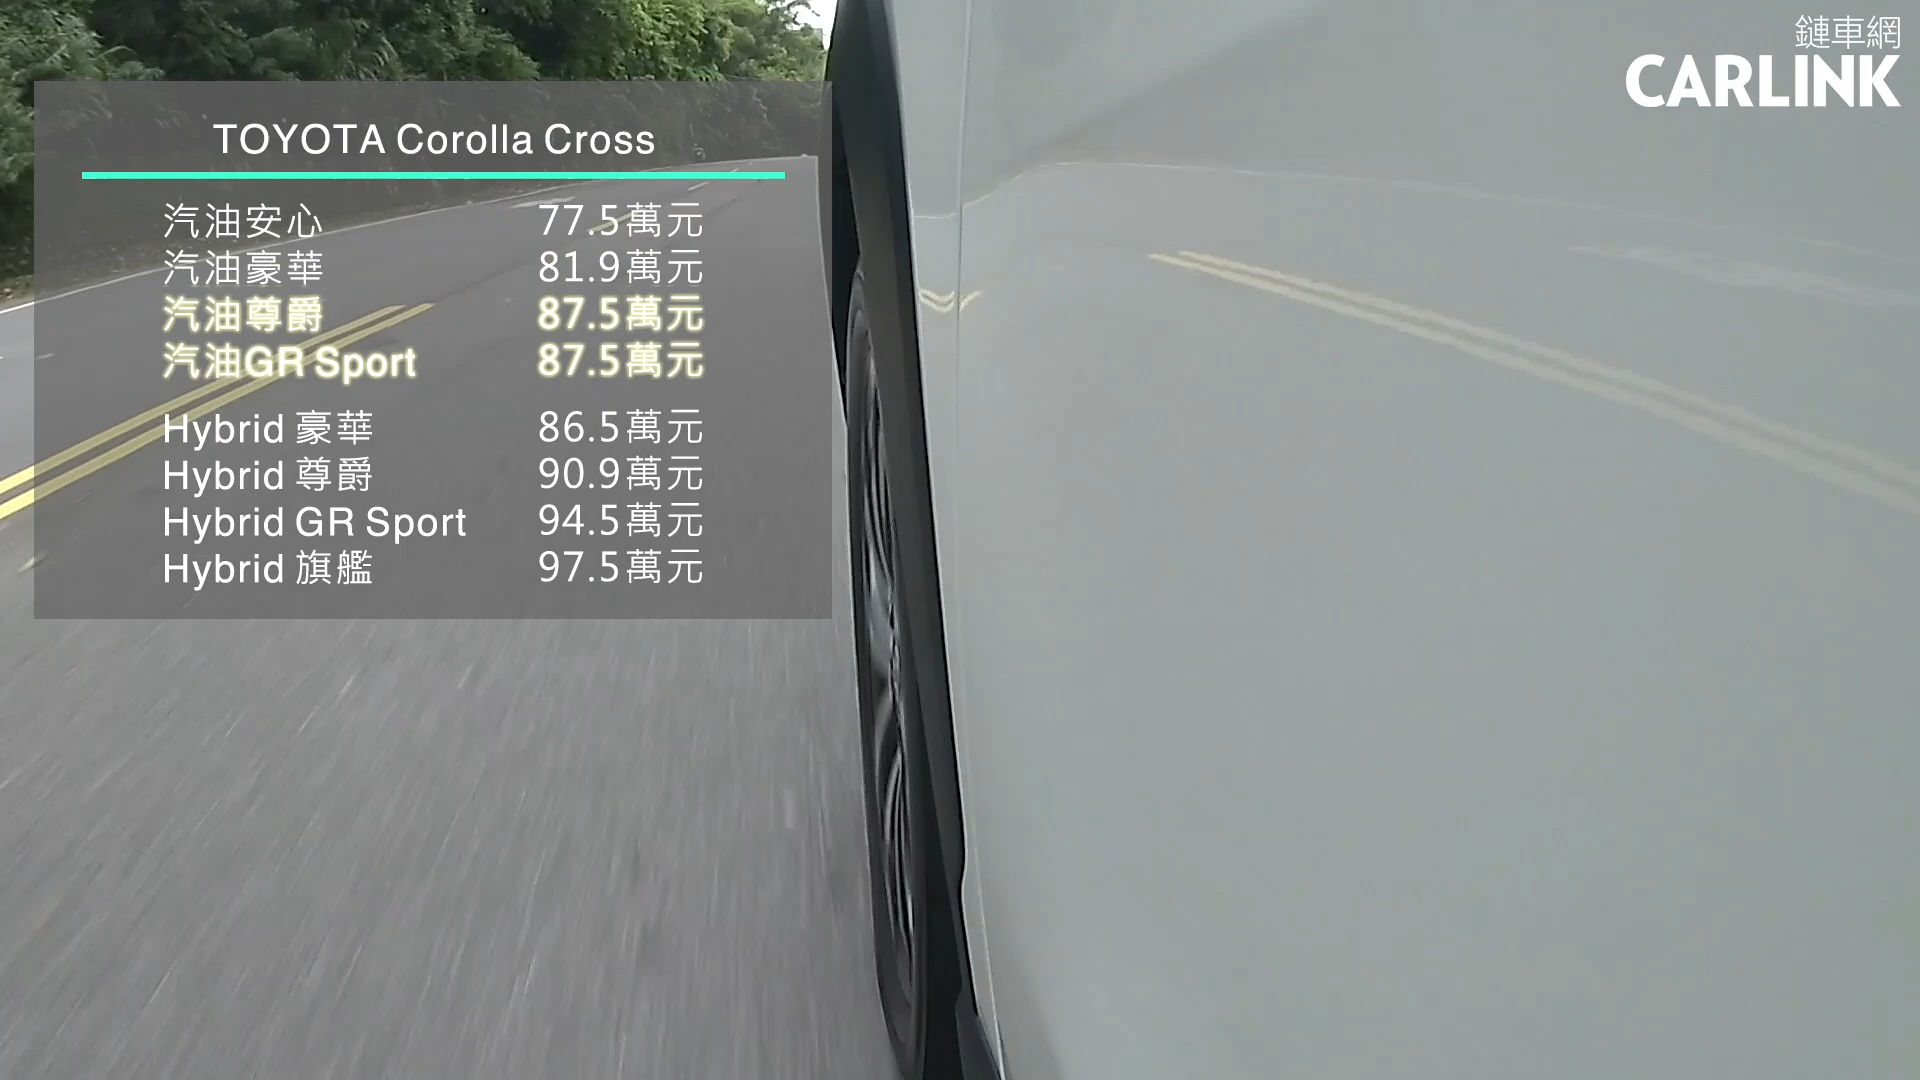 鏈車網
CARLINK
TOYOTA Corolla Cross
汽油安心 77.5萬元
汽油豪華 81.9萬元
汽油尊爵 87.5萬元
汽油GR Sport 87.5萬元
Hybrid 豪華 86.5萬元
Hybrid 尊爵 90.9萬元
Hybrid GR Sport 94.5萬元
Hybrid 旗艦 97.5萬元